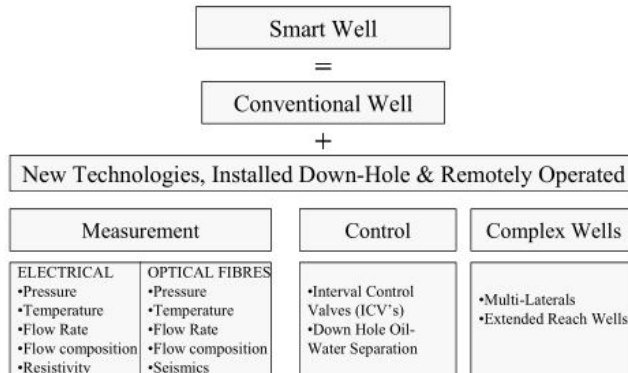 Smart Well
=
Conventional Well
+
New Technologies, Installed Down-Hole & Remotely Operated
Measurement
Control
Complex Wells
ELECTRICAL
•Pressure
•Temperature
•Flow Rate
•Flow composition
•Resistivity
OPTICAL FIBRES
•Pressure
•Temperature
•Flow Rate
•Flow composition
•Seismics
•Interval Control
Valves (ICV's)
•Down Hole Oil-
Water Separation
•Multi-Laterals
•Extended Reach Wells